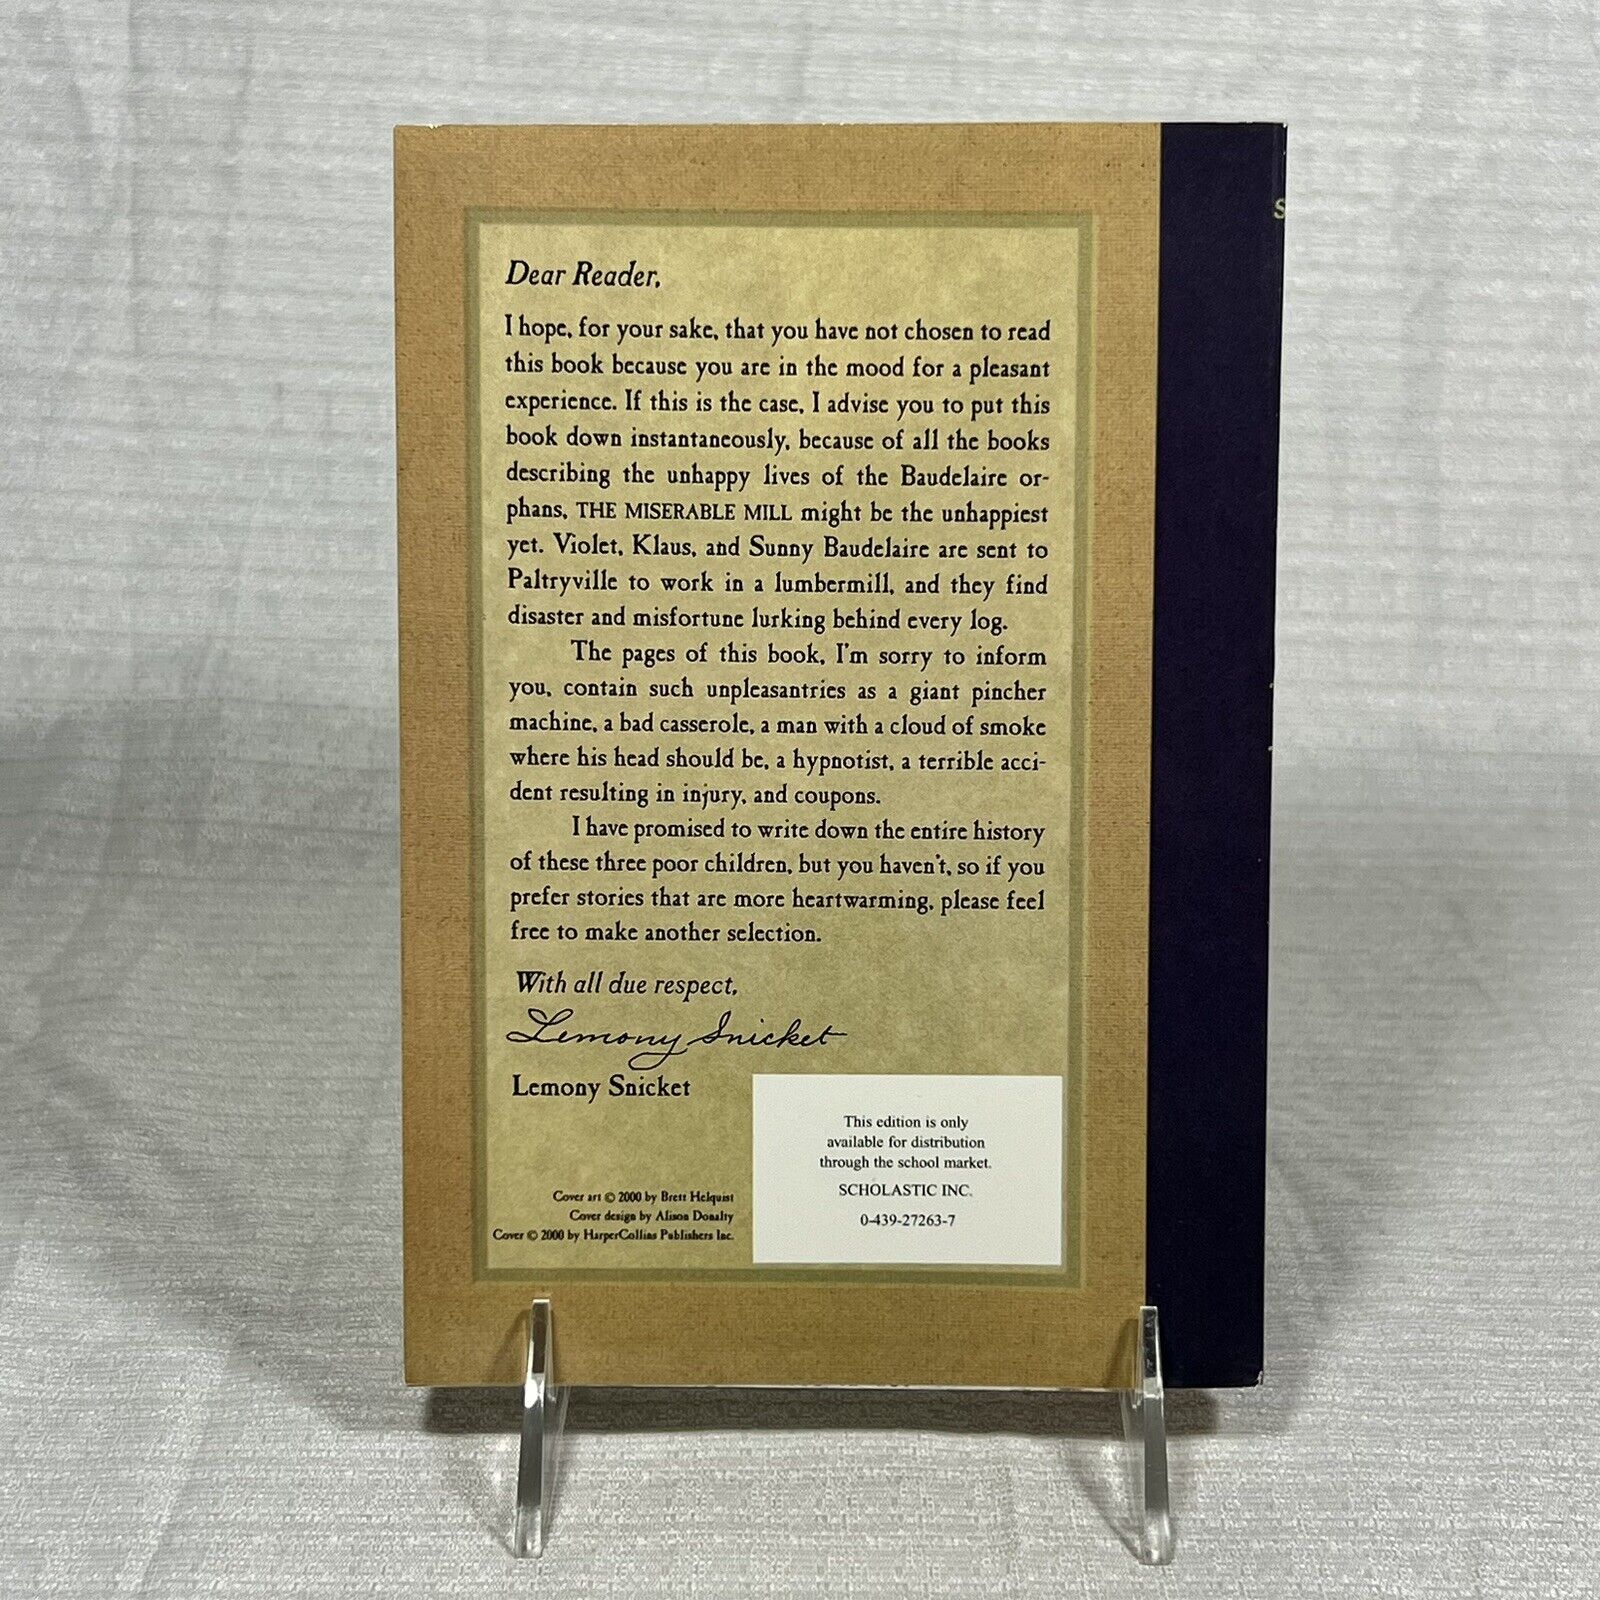 Dear Reader,
I hope, for your sake, that you have not chosen to read
this book because you are in the mood for a pleasant
experience. If this is the case, I advise you to put this
book down instantaneously, because of all the books
describing the unhappy lives of the Baudelaire or-
phans, THE MISERABLE MILL might be the unhappiest
yet. Violet, Klaus, and Sunny Baudelaire are sent to
Paltryville to work in a lumbermill, and they find
disaster and misfortune lurking behind every log.
The pages of this book, I'm sorry to inform
you, contain such unpleasantries as a giant pincher
machine, a bad casserole, a man with a cloud of smoke
where his head should be, a hypnotist, a terrible acci-
dent resulting in injury, and coupons.
I have promised to write down the entire history
of these three poor children, but you haven't, so if you
prefer stories that are more heartwarming, please feel
free to make another selection.
With all due respect,
Lemony Snicket
Lemony Snicket
Cover art © 2000 by Brett Helquist
Cover design by Alison Donalty
Cover © 2000 by HarperCollins Publishers Inc.
This edition is only
available for distribution
through the school market.
SCHOLASTIC INC.
0-439-27263-7
S